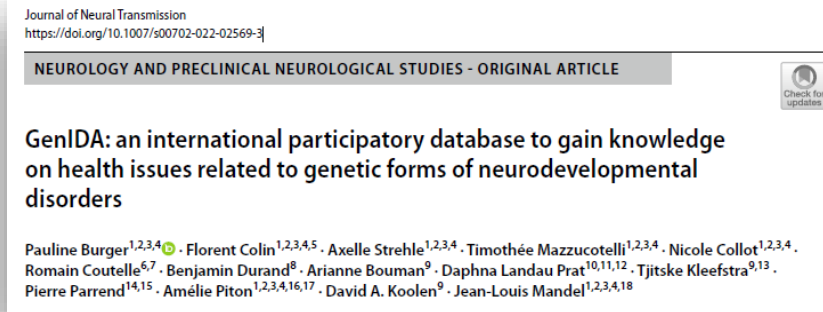 Journal of Neural Transmission
https://doi.org/10.1007/s00702-022-02569-3
NEUROLOGY AND PRECLINICAL NEUROLOGICAL STUDIES - ORIGINAL ARTICLE
Check for
updates
GenIDA: an international participatory database to gain knowledge
on health issues related to genetic forms of neurodevelopmental
disorders
Pauline Burger1,2,3,4 · Florent Colin1,2,3,4,5 · Axelle Strehle1,2,3,4 · Timothée Mazzucotelli1,2,3,4 · Nicole Collot1,2,3,4 ·
Romain Coutelle6,7 · Benjamin Durand8 · Arianne Bouman9 · Daphna Landau Prat10,11,12 · Tjitske Kleefstra9,13 ·
Pierre Parrend14,15 · Amélie Piton1,2,3,4,16,17 · David A. Koolen9 · Jean-Louis Mandel1,2,3,4,18